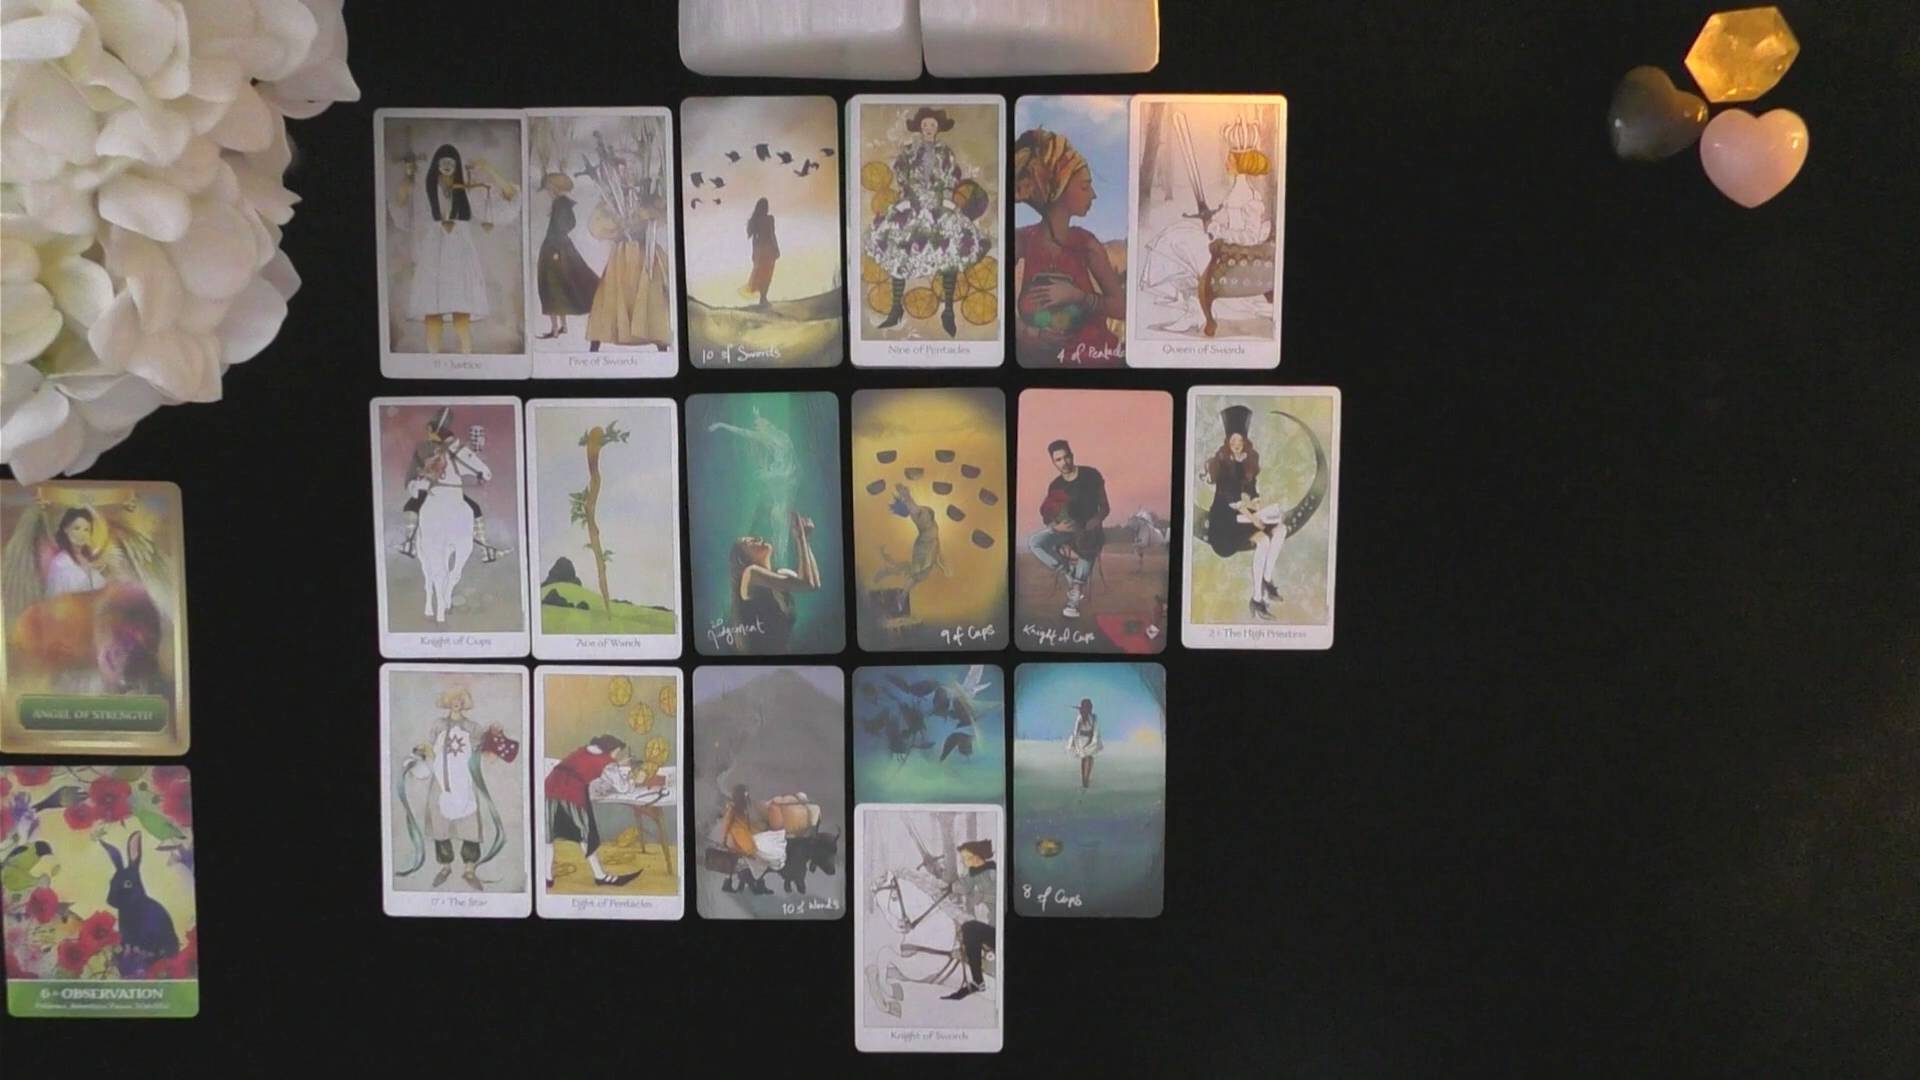 11 • Justice
Five of Swords
10 of Swords
Nine of Pentacles
4 of Pentacles
Queen of Swords
Knight of Cups
Ace of Wands
20
Judgement
9 of Cups
Knight of Cups
2 • The High Priestess
20
ANGEL OF STRENGTH
17 • The Star
Eight of Pentacles
10 of Wands
8 of Cups
6 • OBSERVATION
Knight of Swords